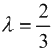 λ = 2/3